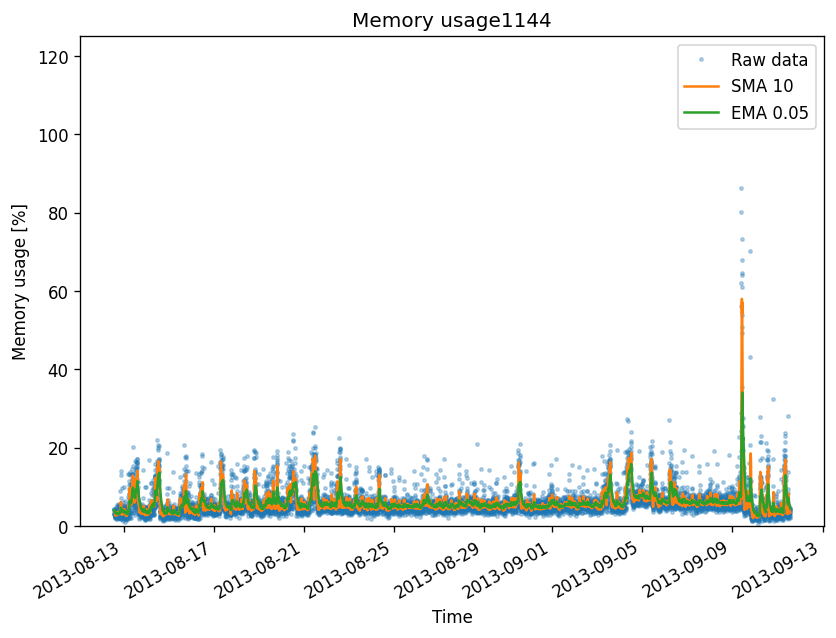 Memory usage1144
Raw data
SMA 10
EMA 0.05
Memory usage [%]
120
100
80
60
40
20
0
2013-08-13
2013-08-17
2013-08-21
2013-08-25
2013-08-29
2013-09-01
2013-09-05
2013-09-09
2013-09-13
Time